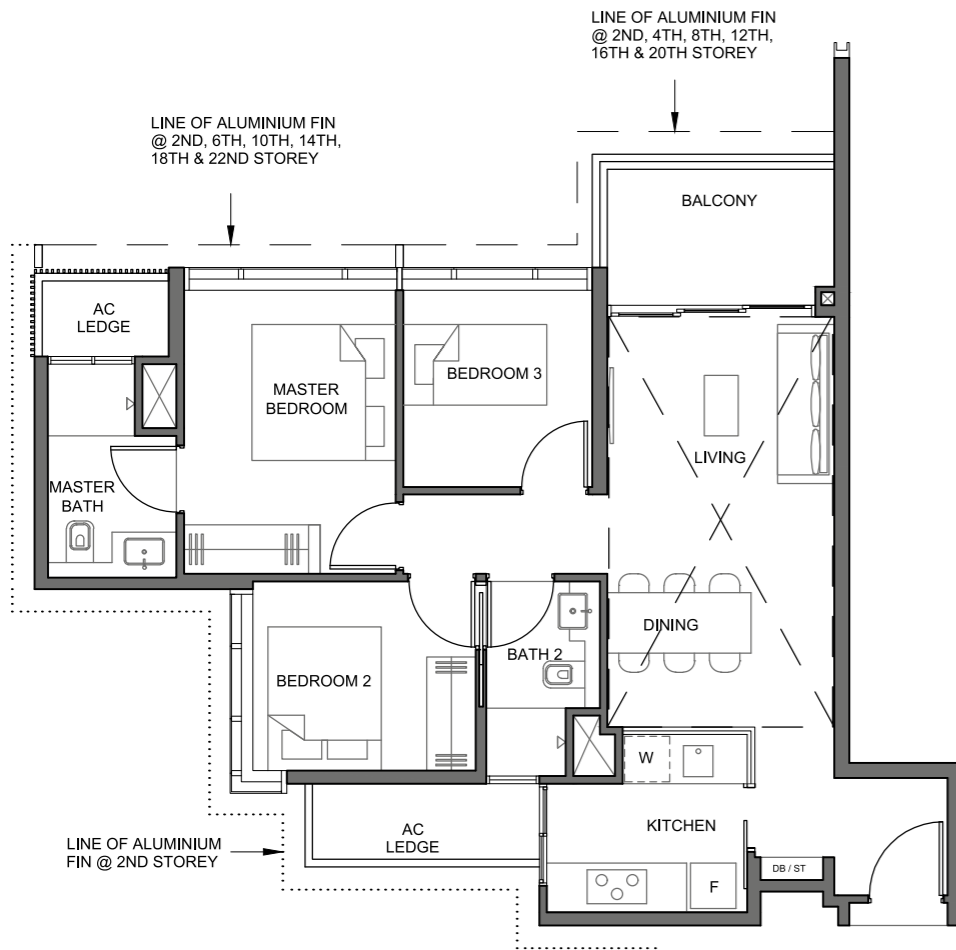 LINE OF ALUMINIUM FIN
@ 2ND, 4TH, 8TH, 12TH,
16TH & 20TH STOREY
LINE OF ALUMINIUM FIN
@ 2ND, 6TH, 10TH, 14TH,
18TH & 22ND STOREY
BALCONY
AC
LEDGE
MASTER
BEDROOM
BEDROOM 3
LIVING
MASTER
BATH
DINING
BATH 2
BEDROOM 2
W
KITCHEN
AC
LEDGE
LINE OF ALUMINIUM
FIN @ 2ND STOREY
DB / ST
F